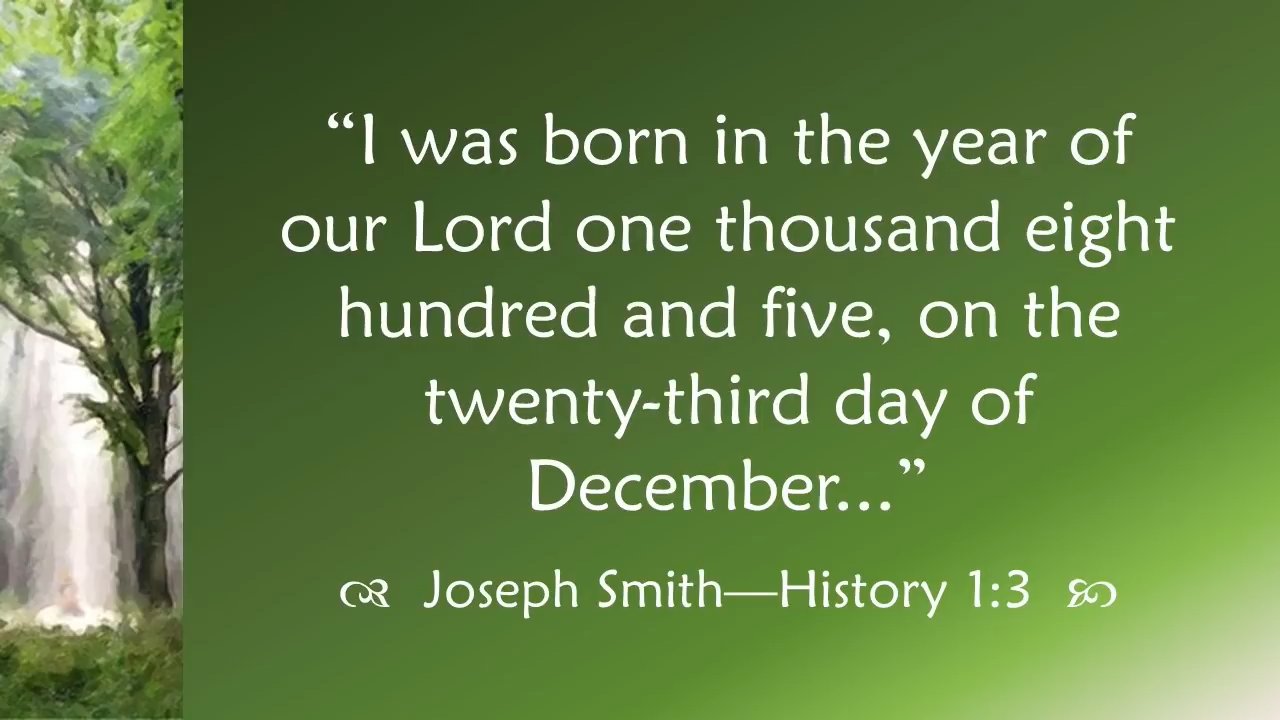 “I was born in the year of
our Lord one thousand eight
hundred and five, on the
twenty-third day of
December…”
Joseph Smith—History 1:3